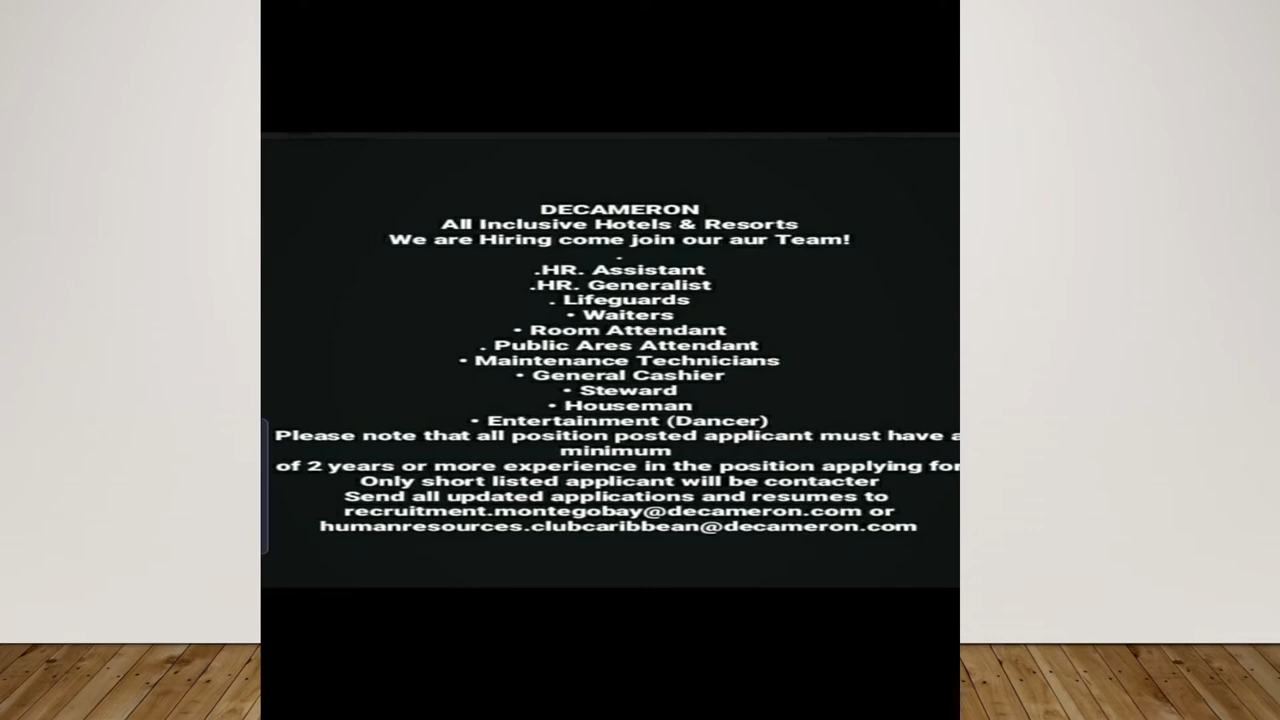 DECAMERON
All Inclusive Hotels & Resorts
We are Hiring come join our aur Team!
.
.HR. Assistant
.HR. Generalist
. Lifeguards
• Waiters
• Room Attendant
. Public Ares Attendant
• Maintenance Technicians
• General Cashier
• Steward
• Houseman
• Entertainment (Dancer)
Please note that all position posted applicant must have a
minimum
of 2 years or more experience in the position applying for
Only short listed applicant will be contacter
Send all updated applications and resumes to
recruitment.montegobay@decameron.com or
humanresources.clubcaribbean@decameron.com